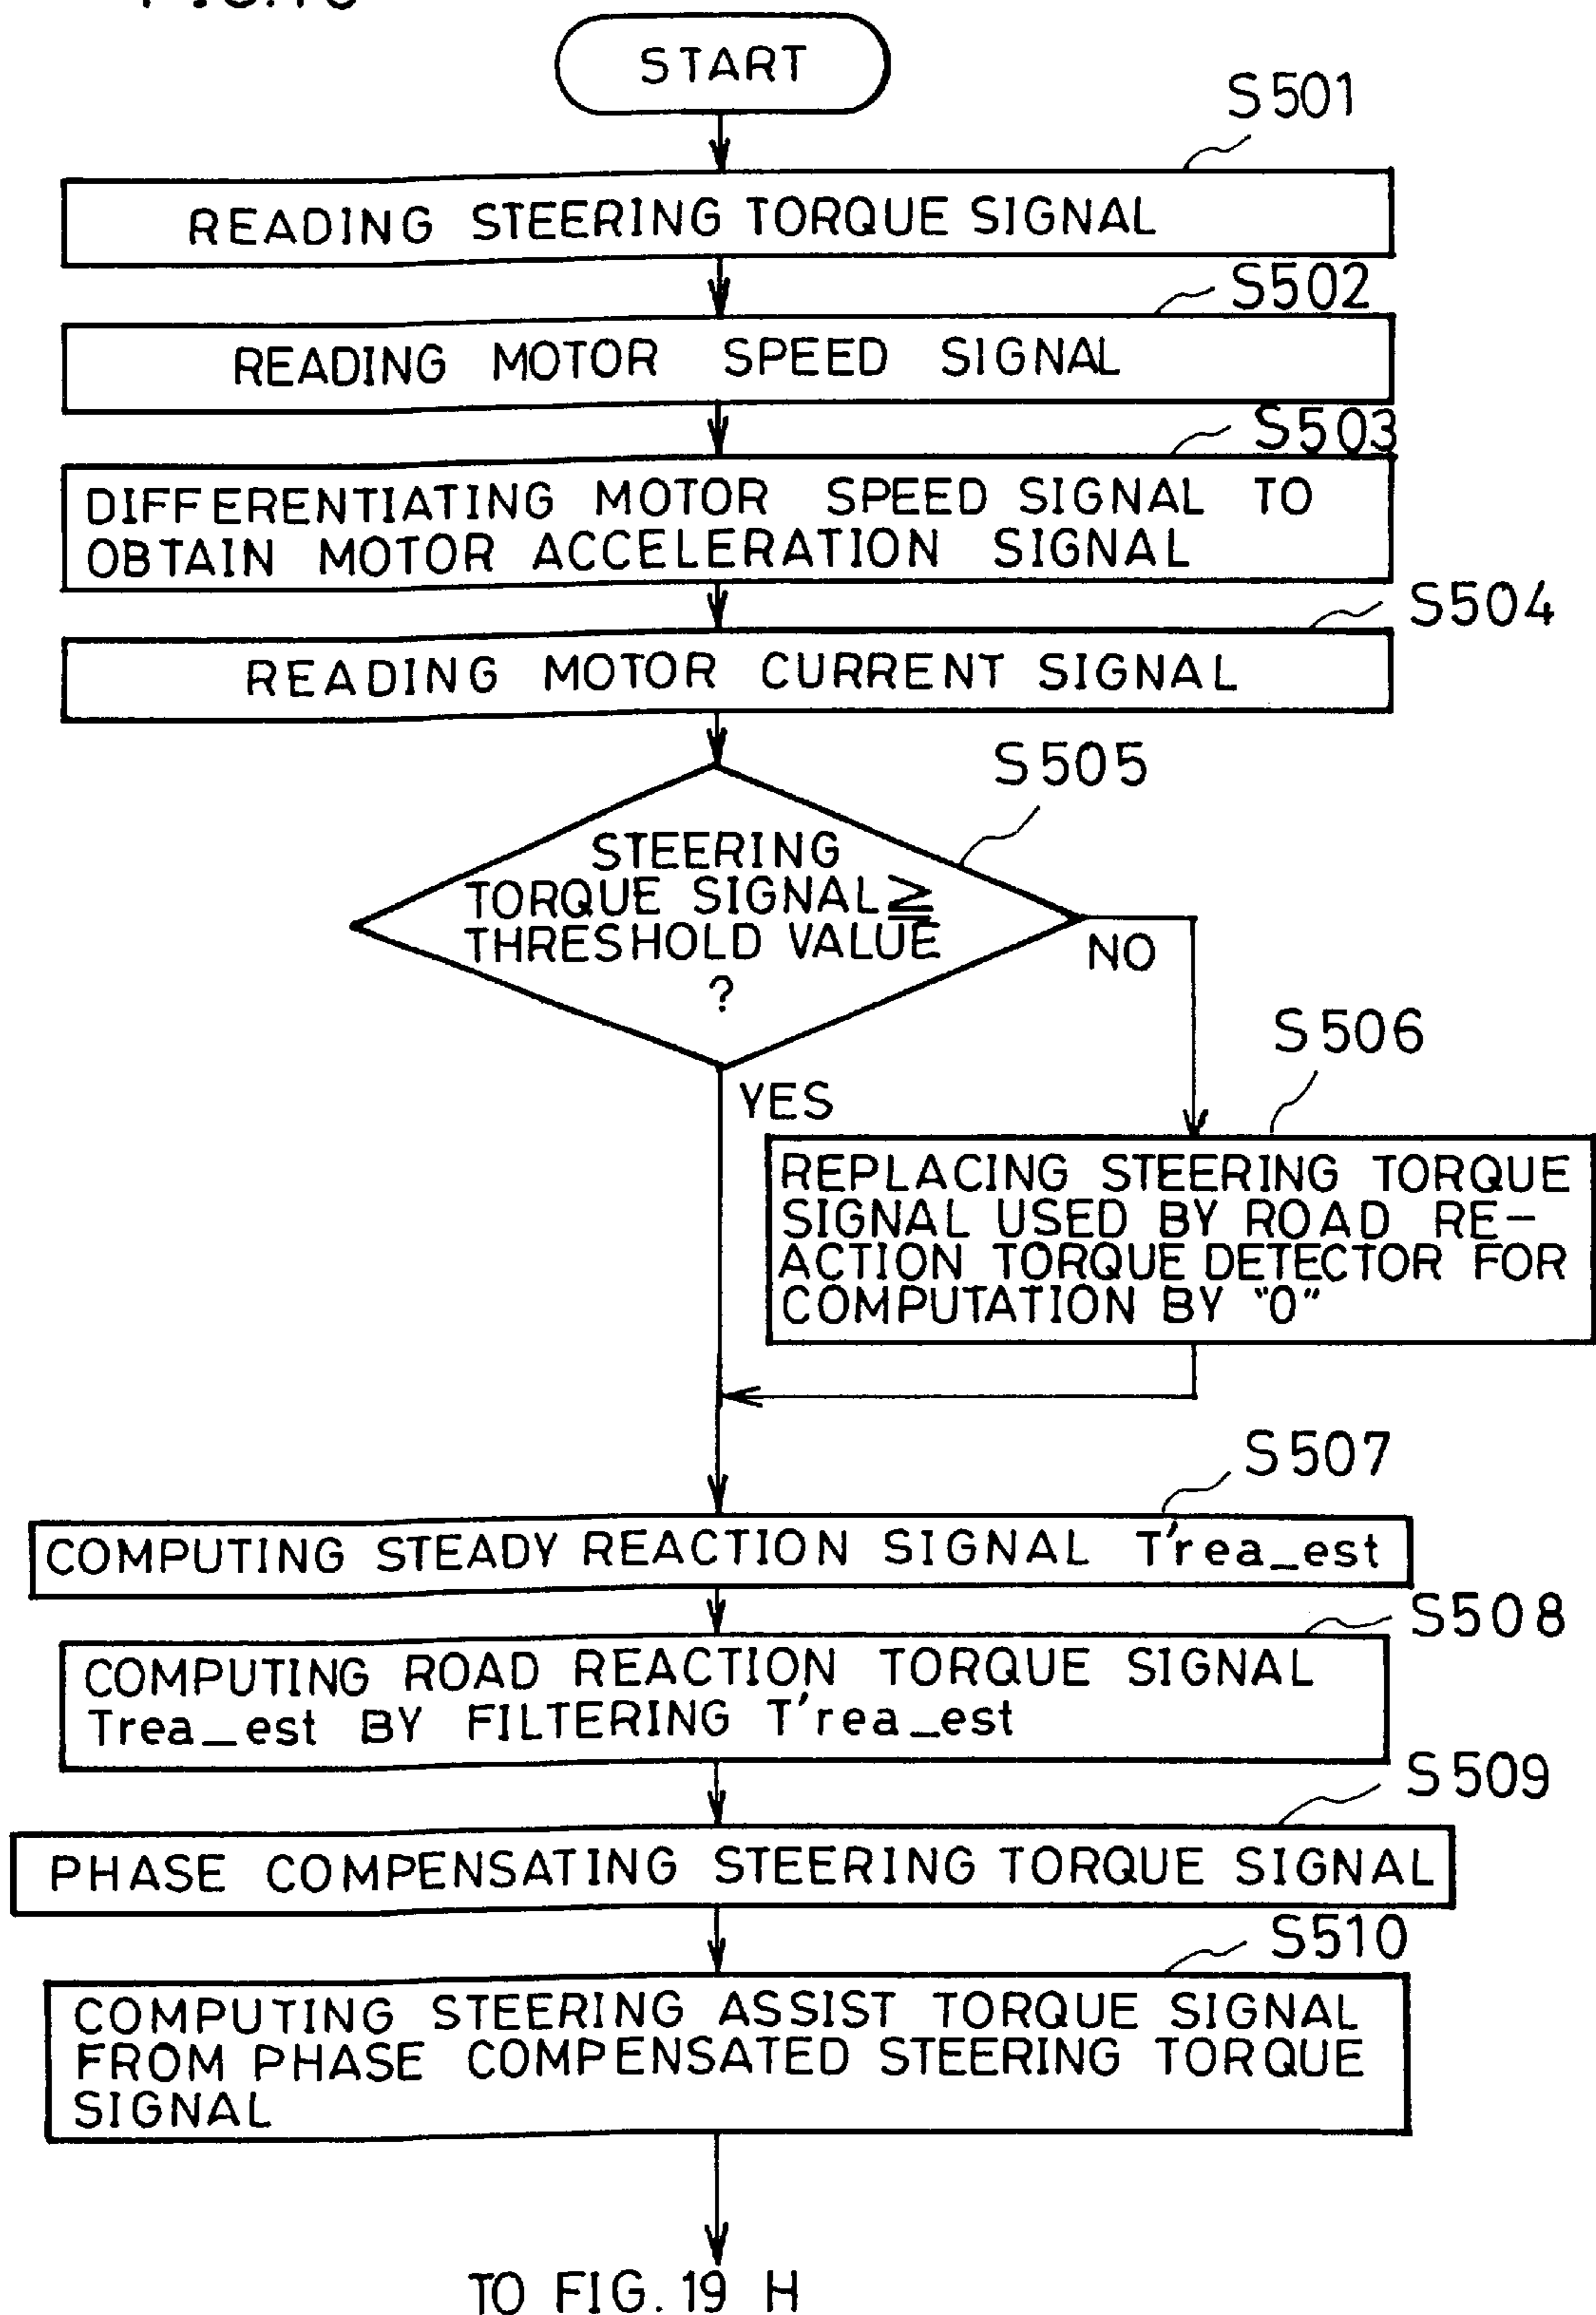 START
S501
READING STEERING TORQUE SIGNAL
S502
READING MOTOR SPEED SIGNAL
S503
DIFFERENTIATING MOTOR SPEED SIGNAL TO
OBTAIN MOTOR ACCELERATION SIGNAL
S504
READING MOTOR CURRENT SIGNAL
S505
STEERING
TORQUE SIGNAL≧
THRESHOLD VALUE
?
NO
YES
S506
REPLACING STEERING TORQUE
SIGNAL USED BY ROAD RE-
ACTION TORQUE DETECTOR FOR
COMPUTATION BY "0"
S507
COMPUTING STEADY REACTION SIGNAL T'rea_est
S508
COMPUTING ROAD REACTION TORQUE SIGNAL
Trea_est BY FILTERING T'rea_est
S509
PHASE COMPENSATING STEERING TORQUE SIGNAL
S510
COMPUTING STEERING ASSIST TORQUE SIGNAL
FROM PHASE COMPENSATED STEERING TORQUE
SIGNAL
TO FIG. 19 H